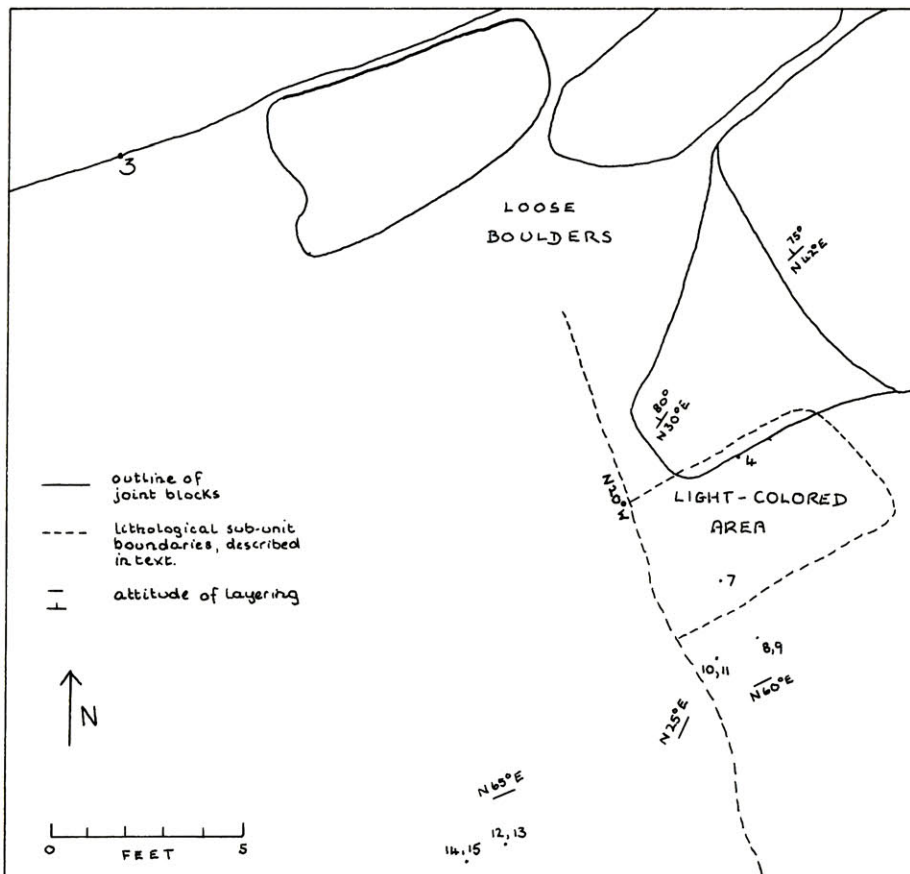 3
LOOSE
BOULDERS
75°
N42°E
80°
N30°E
4
outline of
joint blocks
N20°W
LIGHT-COLORED
AREA
lithological sub-unit
boundaries, described
in text.
attitude of layering
7
8,9
10,11
N60°E
N
N25°E
N65°E
12,13
14,15
0
5
FEET